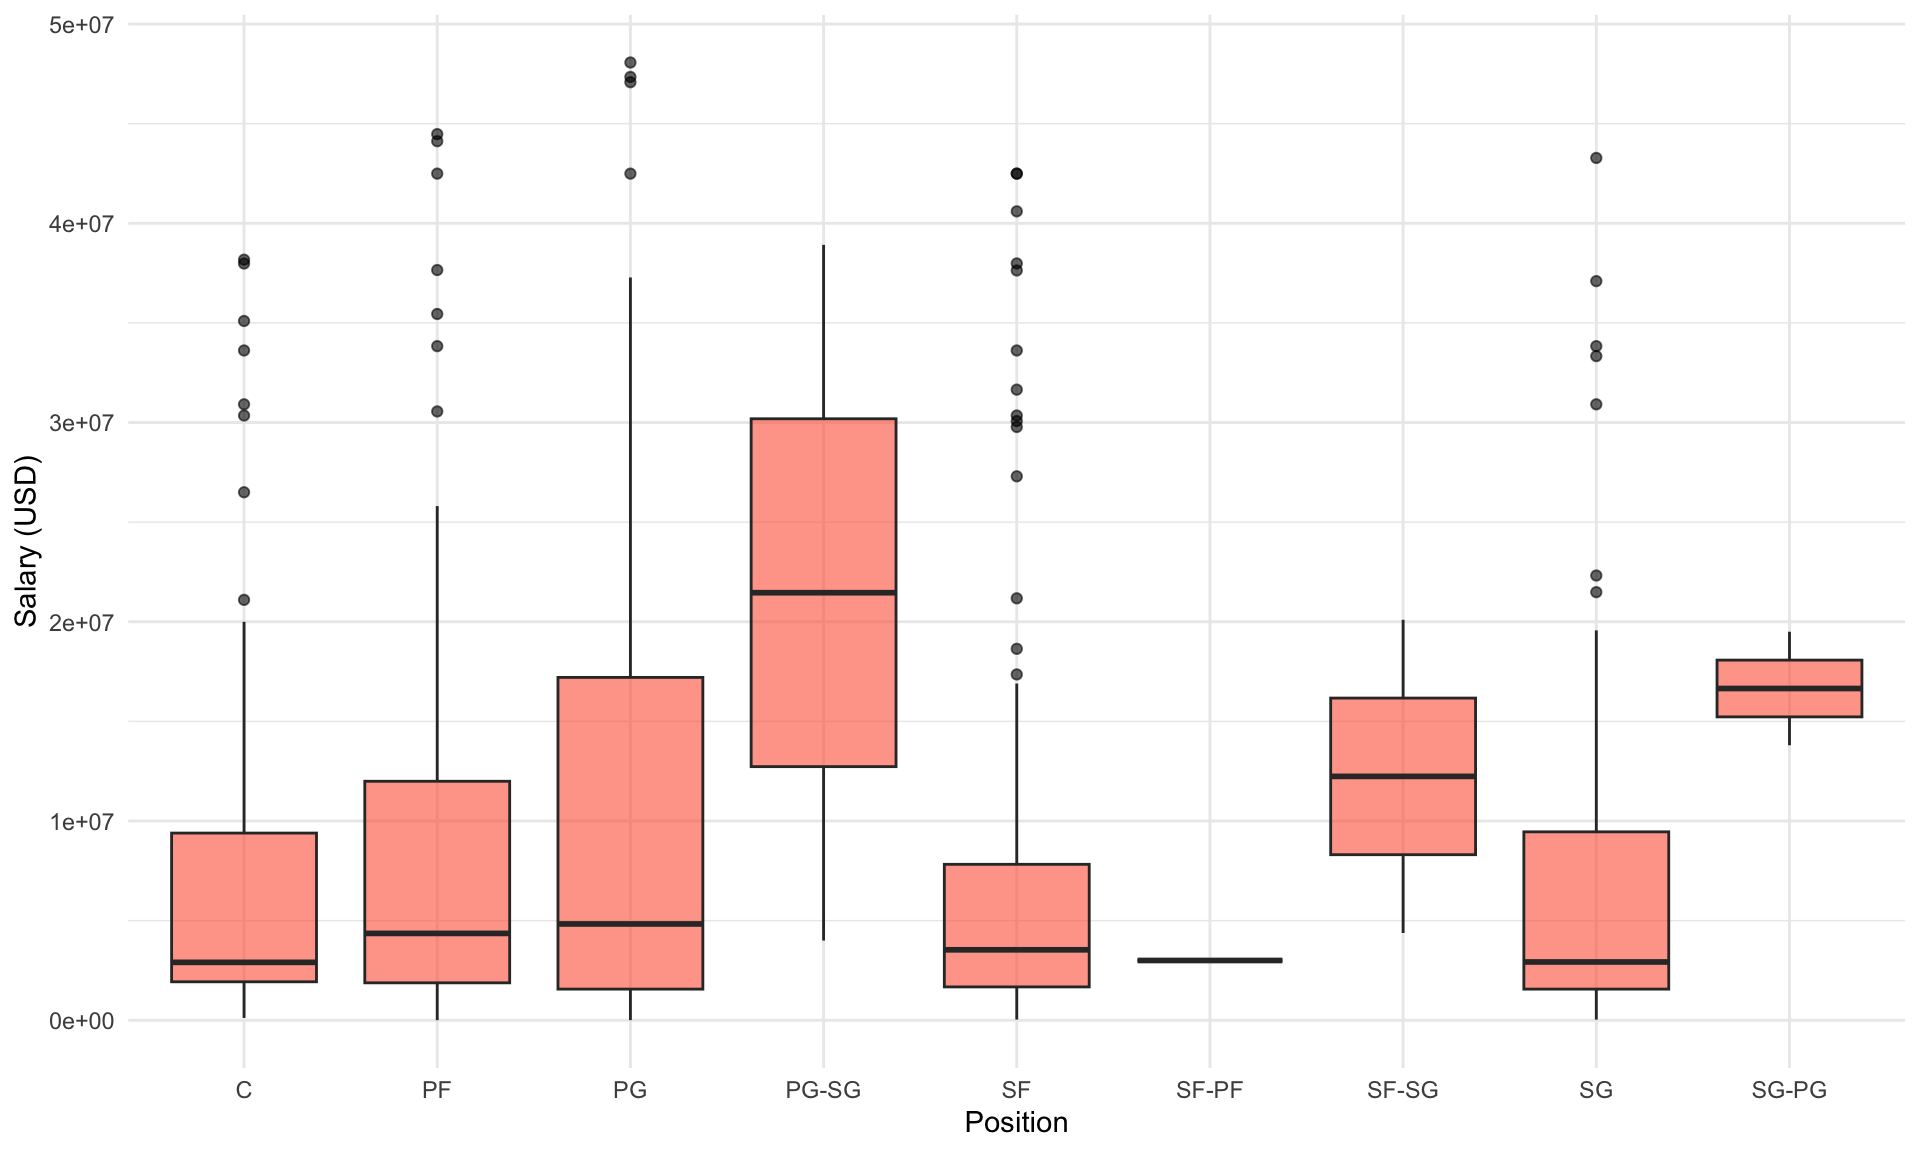 5e+07
4e+07
3e+07
2e+07
1e+07
0e+00
Salary (USD)
C PF PG PG-SG SF SF-PF SF-SG SG SG-PG
Position